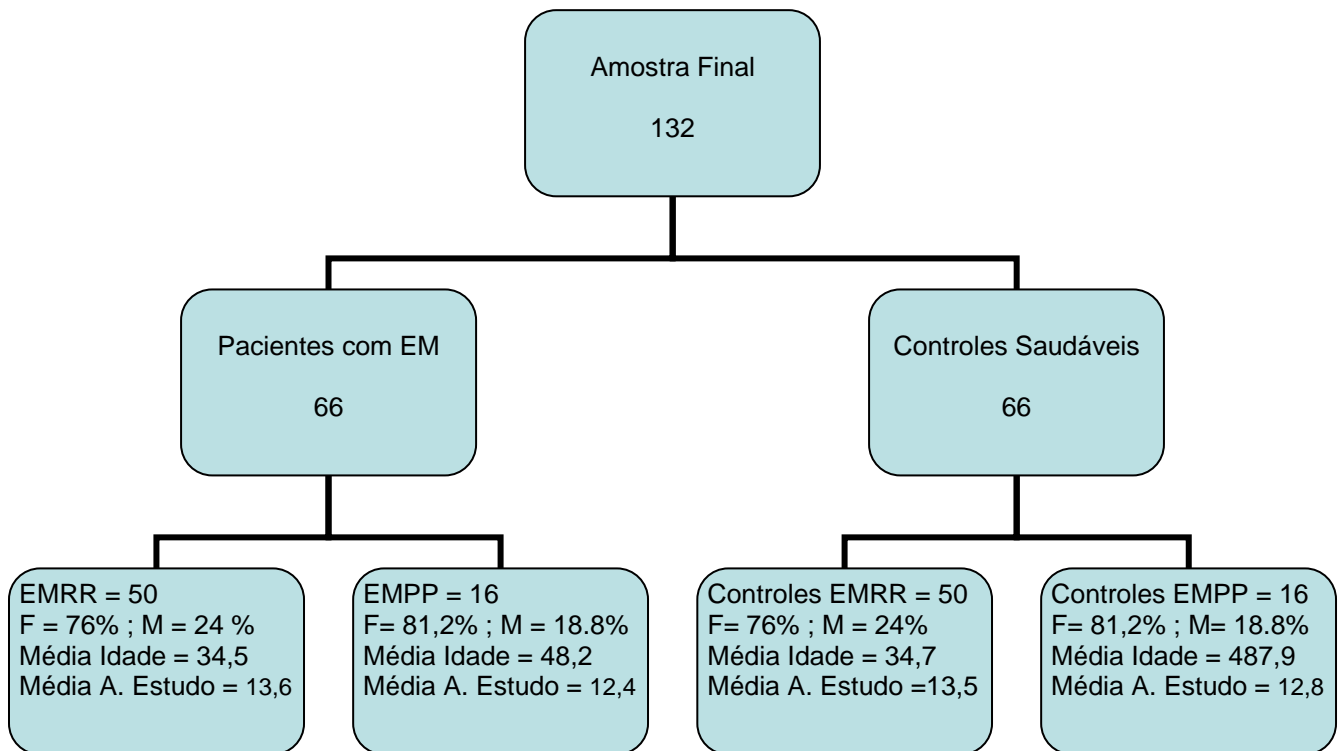 Amostra Final
132
Pacientes com EM
66
Controles Saudáveis
66
EMRR = 50
F = 76% ; M = 24 %
Média Idade = 34,5
Média A. Estudo = 13,6
EMPP = 16
F= 81,2% ; M = 18.8%
Média Idade = 48,2
Média A. Estudo = 12,4
Controles EMRR = 50
F= 76% ; M = 24%
Média Idade = 34,7
Média A. Estudo =13,5
Controles EMPP = 16
F= 81,2% ; M= 18.8%
Média Idade = 487,9
Média A. Estudo = 12,8